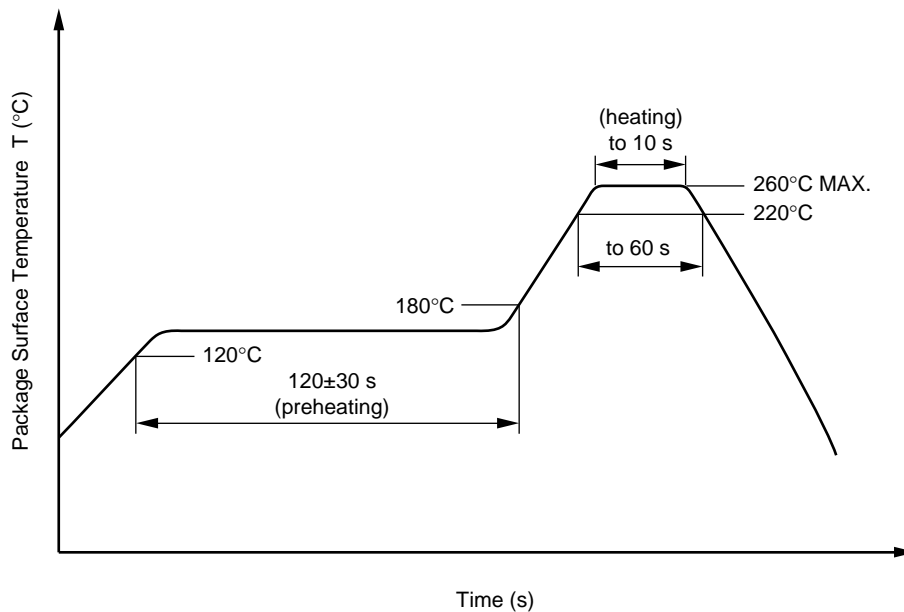 Package Surface Temperature T (°C)
(heating)
to 10 s
260°C MAX.
220°C
to 60 s
180°C
120°C
120±30 s
(preheating)
Time (s)